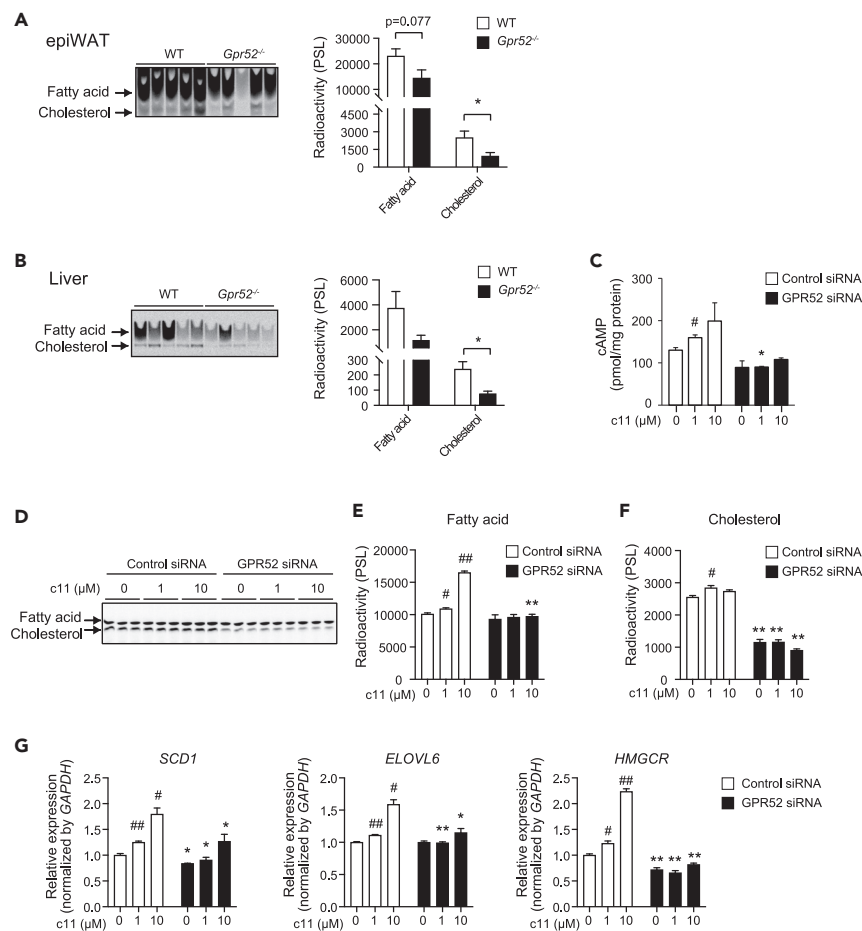 A
epiWAT
WT Gpr52-/-
Fatty acid
Cholesterol
p=0.077
WT
Gpr52-/-
*
Radioactivity (PSL)
30000
20000
10000
4500
3000
1500
0
Fatty acid
Cholesterol
B
Liver
WT Gpr52-/-
Fatty acid
Cholesterol
WT
Gpr52-/-
*
Radioactivity (PSL)
6000
4000
2000
300
200
100
0
Fatty acid
Cholesterol
C
Control siRNA
GPR52 siRNA
cAMP
(pmol/mg protein)
300
200
100
0
#
*
c11 (μM) 0 1 10 0 1 10
D
Control siRNA GPR52 siRNA
c11 (μM) 0 1 10 0 1 10
Fatty acid
Cholesterol
E
Fatty acid
Control siRNA
GPR52 siRNA
Radioactivity (PSL)
20000
15000
10000
5000
0
# ## **
c11 (μM) 0 1 10 0 1 10
F
Cholesterol
Control siRNA
GPR52 siRNA
Radioactivity (PSL)
4000
3000
2000
1000
0
# ** ** **
c11 (μM) 0 1 10 0 1 10
G
SCD1
Relative expression
(normalized by GAPDH)
2.5
2.0
1.5
1.0
0.5
0.0
## # * * *
c11 (μM) 0 1 10 0 1 10
ELOVL6
Relative expression
(normalized by GAPDH)
2.5
2.0
1.5
1.0
0.5
0.0
## # ** *
c11 (μM) 0 1 10 0 1 10
HMGCR
Relative expression
(normalized by GAPDH)
2.5
2.0
1.5
1.0
0.5
0.0
# ## ** ** **
c11 (μM) 0 1 10 0 1 10
Control siRNA
GPR52 siRNA